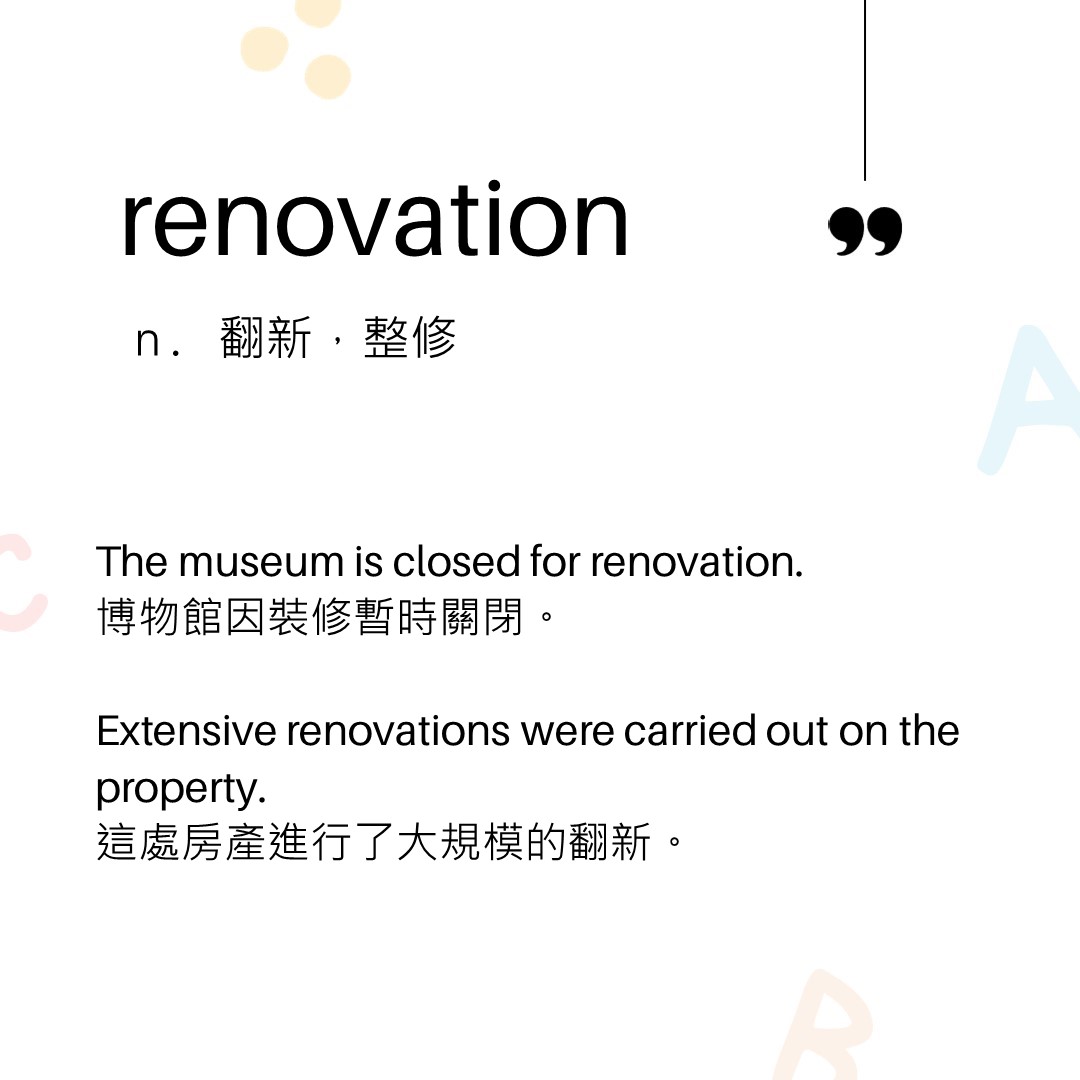 renovation
”
n. 翻新，整修
The museum is closed for renovation.
博物館因裝修暫時關閉。
Extensive renovations were carried out on the
property.
這處房產進行了大規模的翻新。
A
C
B